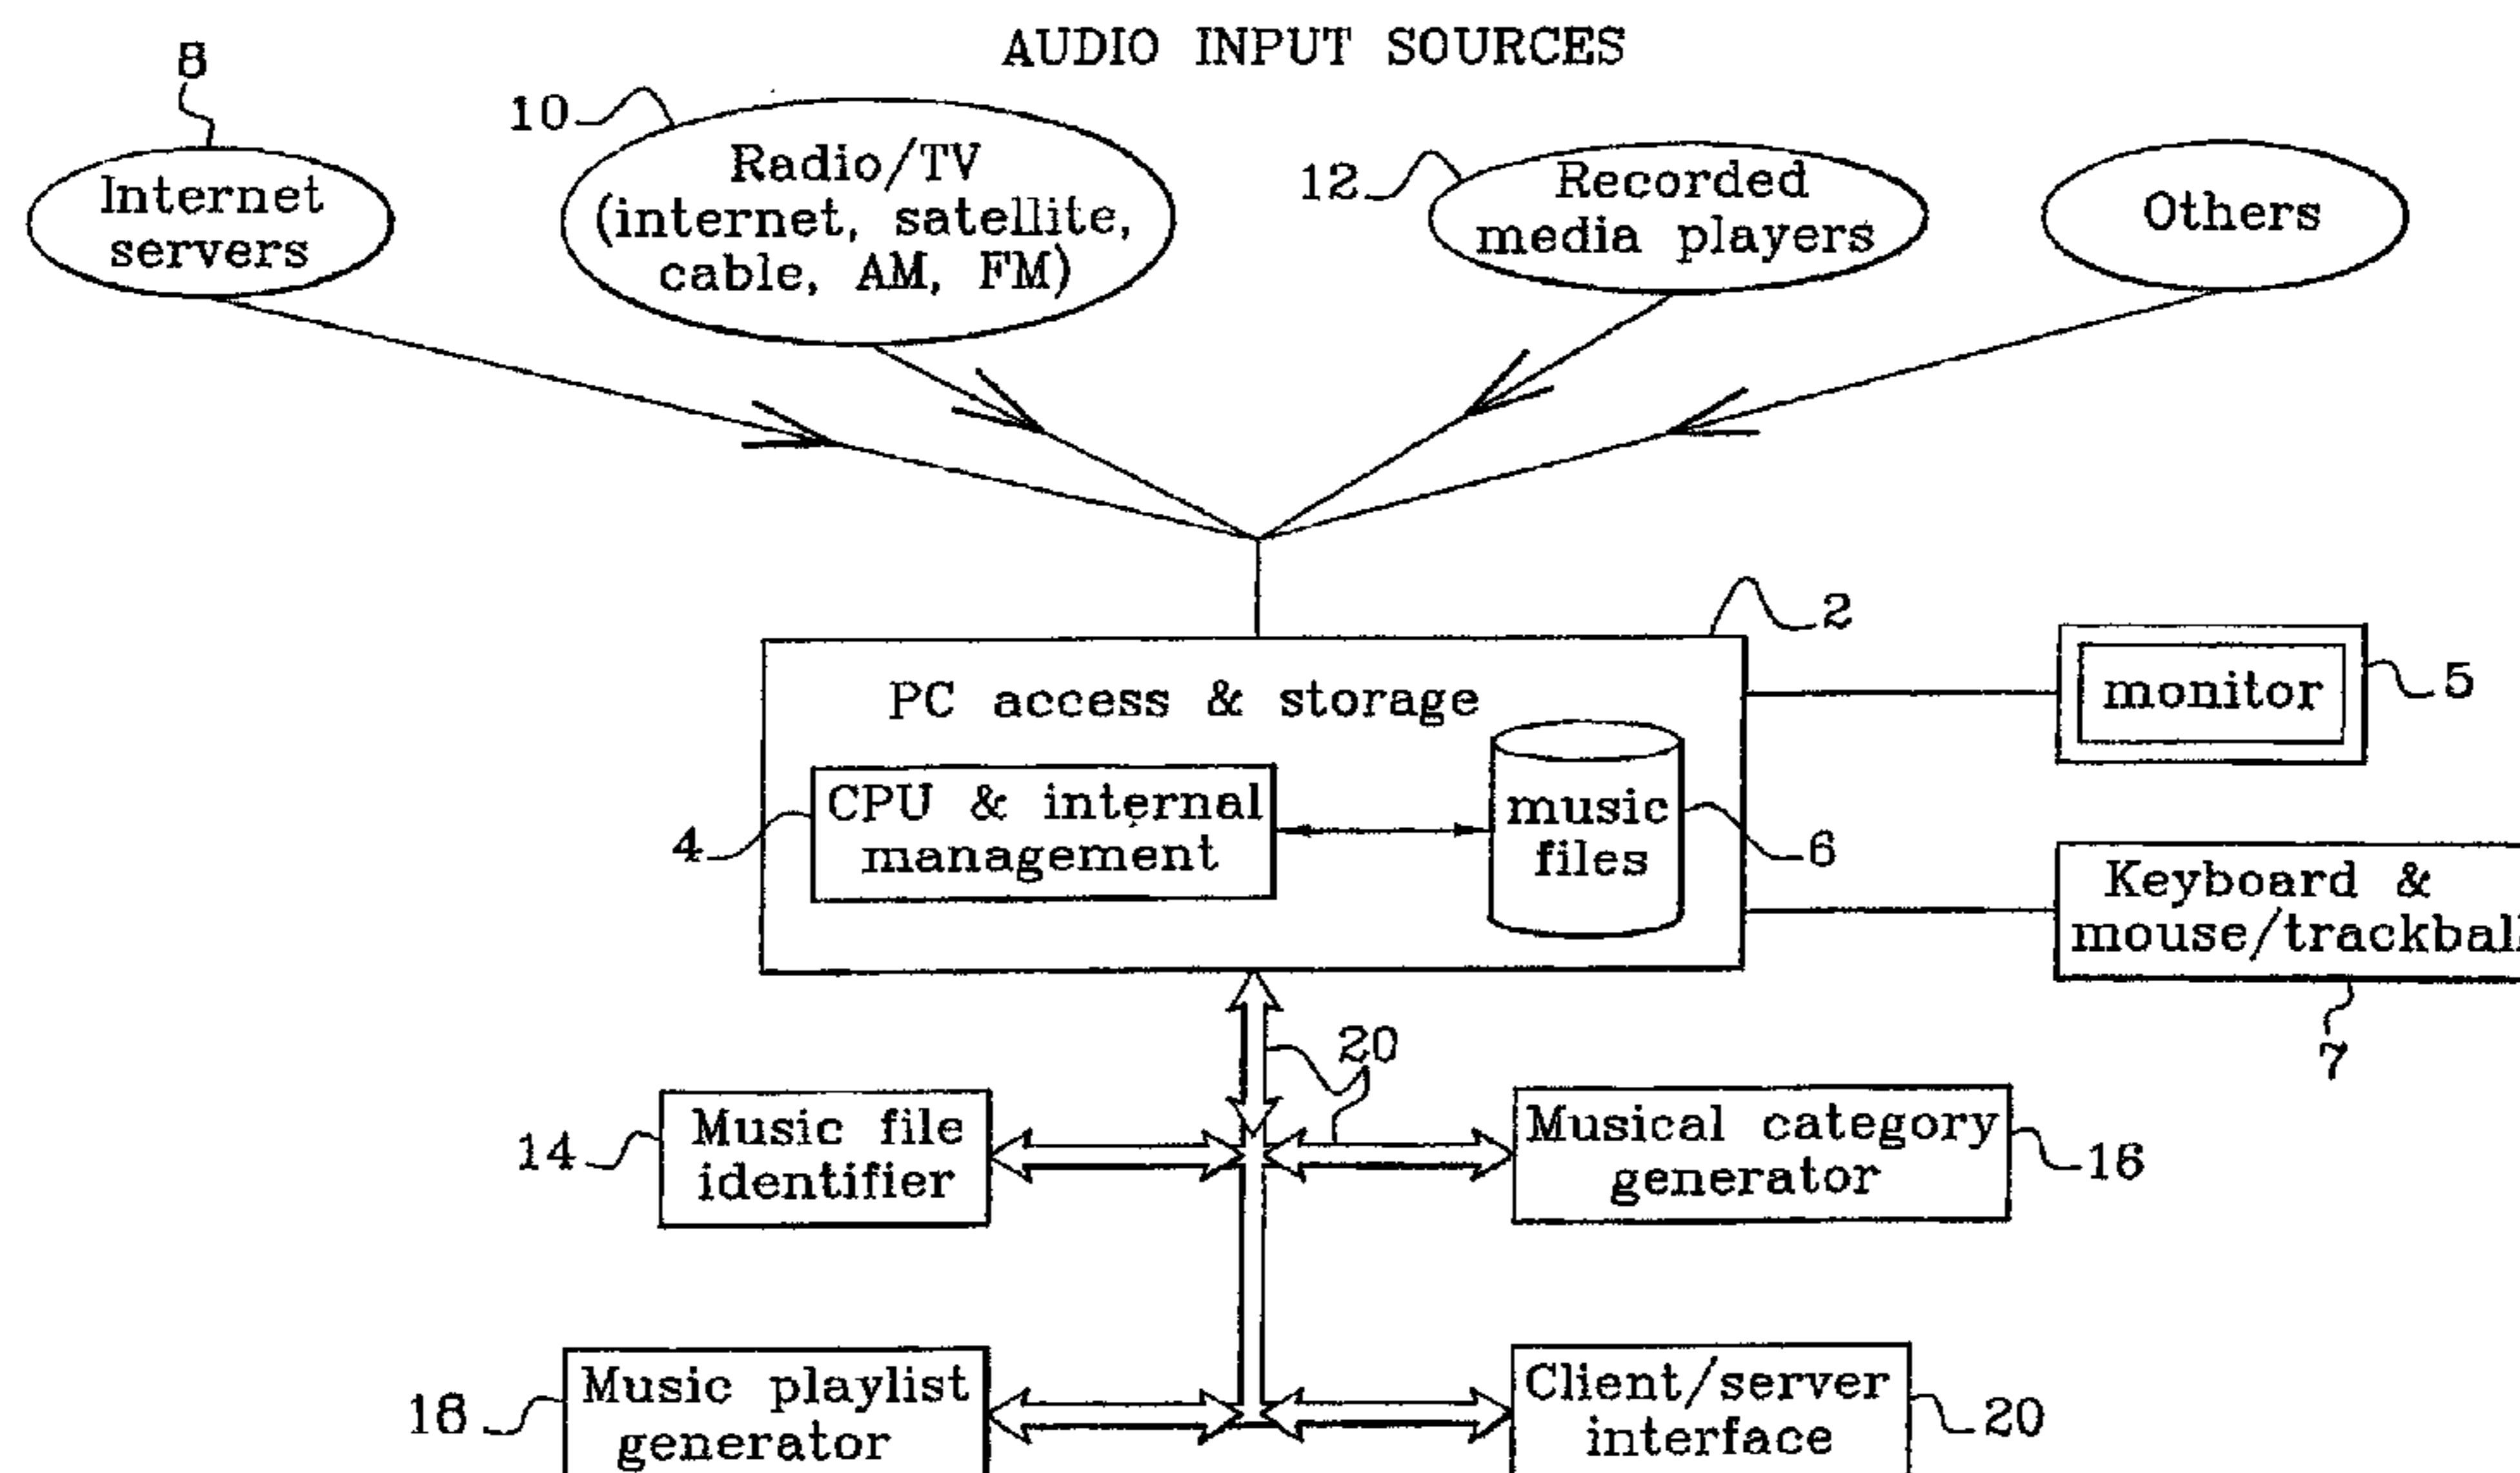 AUDIO INPUT SOURCES
8
10
12
Internet
servers
Radio/TV
(internet, satellite,
cable, AM, FM)
Recorded
media players
Others
2
PC access & storage
monitor
5
4
CPU & internal
management
music
files
6
Keyboard &
mouse/trackball
7
20
14
Music file
identifier
Musical category
generator
16
18
Music playlist
generator
Client/server
interface
20